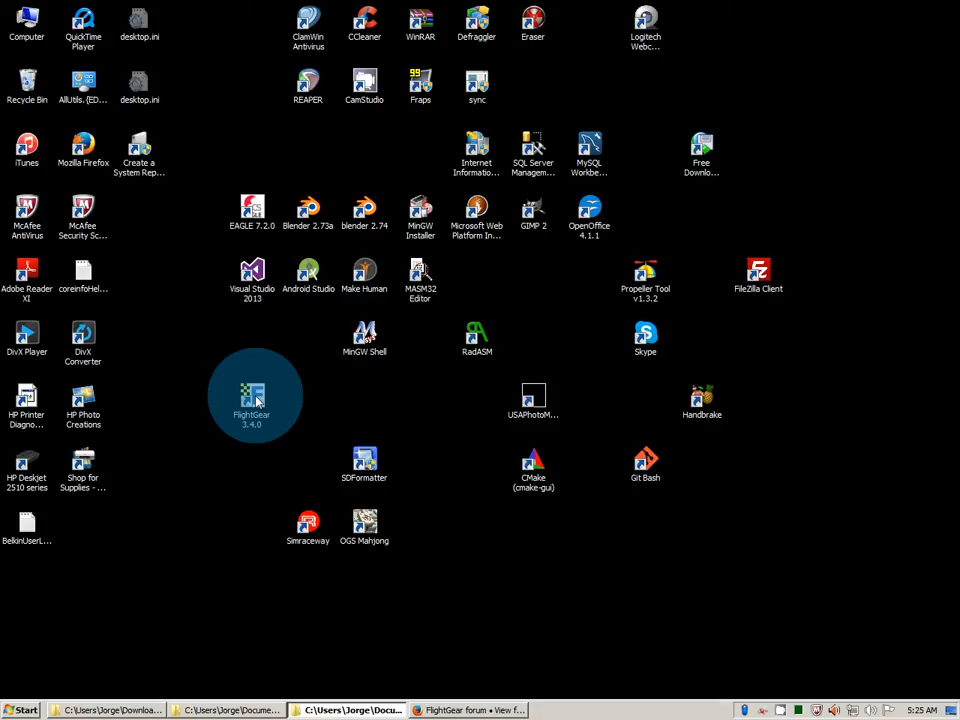 Computer
QuickTime
Player
desktop.ini
ClamWin
Antivirus
CCleaner
WinRAR
Defraggler
Eraser
Logitech
Webc...
Recycle Bin
AllUtils.{ED...
desktop.ini
REAPER
CamStudio
99
Fraps
sync
iTunes
Mozilla Firefox
Create a
System Rep...
Internet
Informatio...
SQL Server
Managem...
MySQL
Workbe...
Free
Downlo...
McAfee
AntiVirus
McAfee
Security Sc...
EAGLE 7.2.0
Blender 2.73a
blender 2.74
MinGW
Installer
Microsoft Web
Platform In...
GIMP 2
OpenOffice
4.1.1
Adobe Reader
XI
coreinfoHel...
Visual Studio
2013
Android Studio
Make Human
MASM32
Editor
Propeller Tool
v1.3.2
FileZilla Client
DivX Player
DivX
Converter
MinGW Shell
RadASM
Skype
HP Printer
Diagno...
HP Photo
Creations
FlightGear
3.4.0
USAPhotoM...
Handbrake
HP Deskjet
2510 series
Shop for
Supplies - ...
SDFormatter
CMake
(cmake-gui)
Git Bash
BelkinUserL...
Simraceway
OGS Mahjong
Start
C:\Users\Jorge\Downloa...
C:\Users\Jorge\Docume...
C:\Users\Jorge\Docu...
FlightGear forum • View f...
5:25 AM